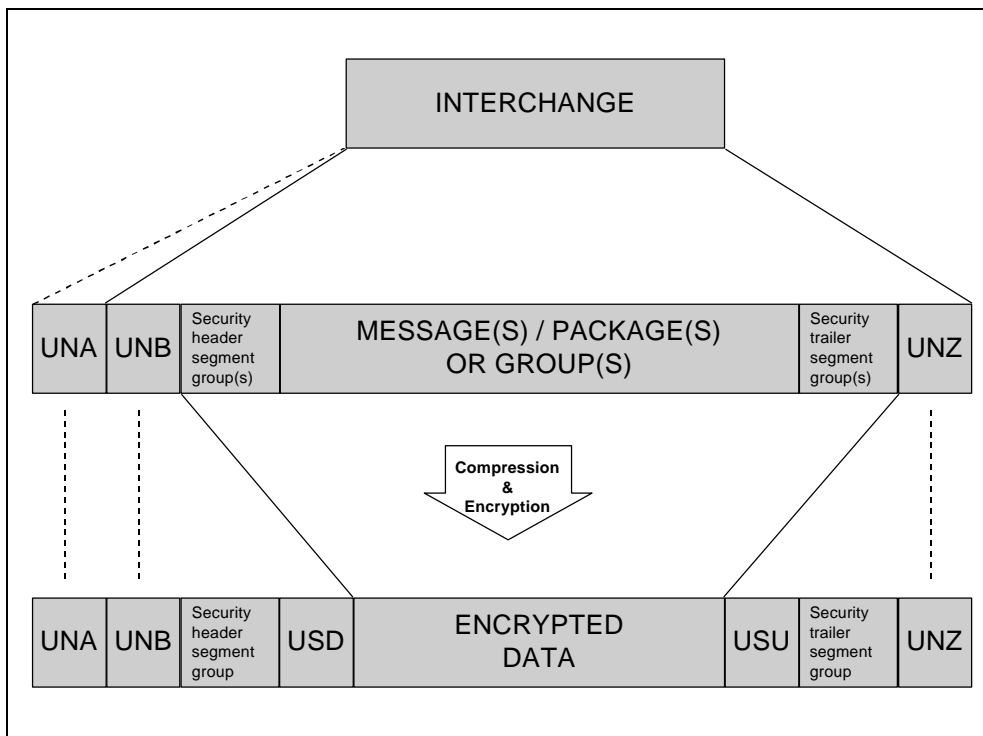 INTERCHANGE
UNA
UNB
Security
header
segment
group(s)
MESSAGE(S) / PACKAGE(S)
OR GROUP(S)
Security
trailer
segment
group(s)
UNZ
Compression
&
Encryption
UNA
UNB
Security
header
segment
group
USD
ENCRYPTED
DATA
USU
Security
trailer
segment
group
UNZ